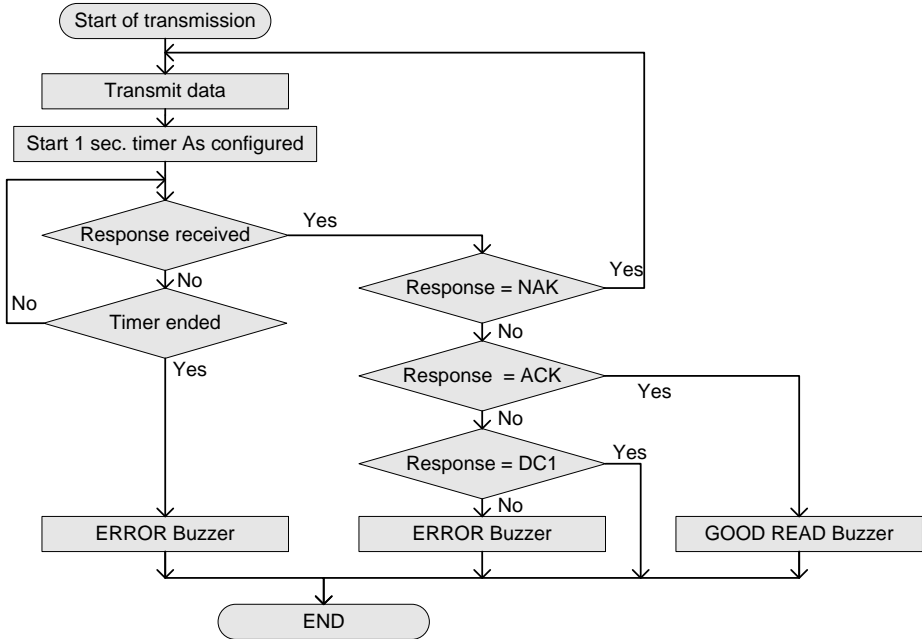 Start of transmission
Transmit data
Start 1 sec. timer As configured
Response received
Yes
No
Timer ended
No
Yes
Response = NAK
Yes
No
Response = ACK
Yes
No
Response = DC1
Yes
No
ERROR Buzzer
ERROR Buzzer
GOOD READ Buzzer
END